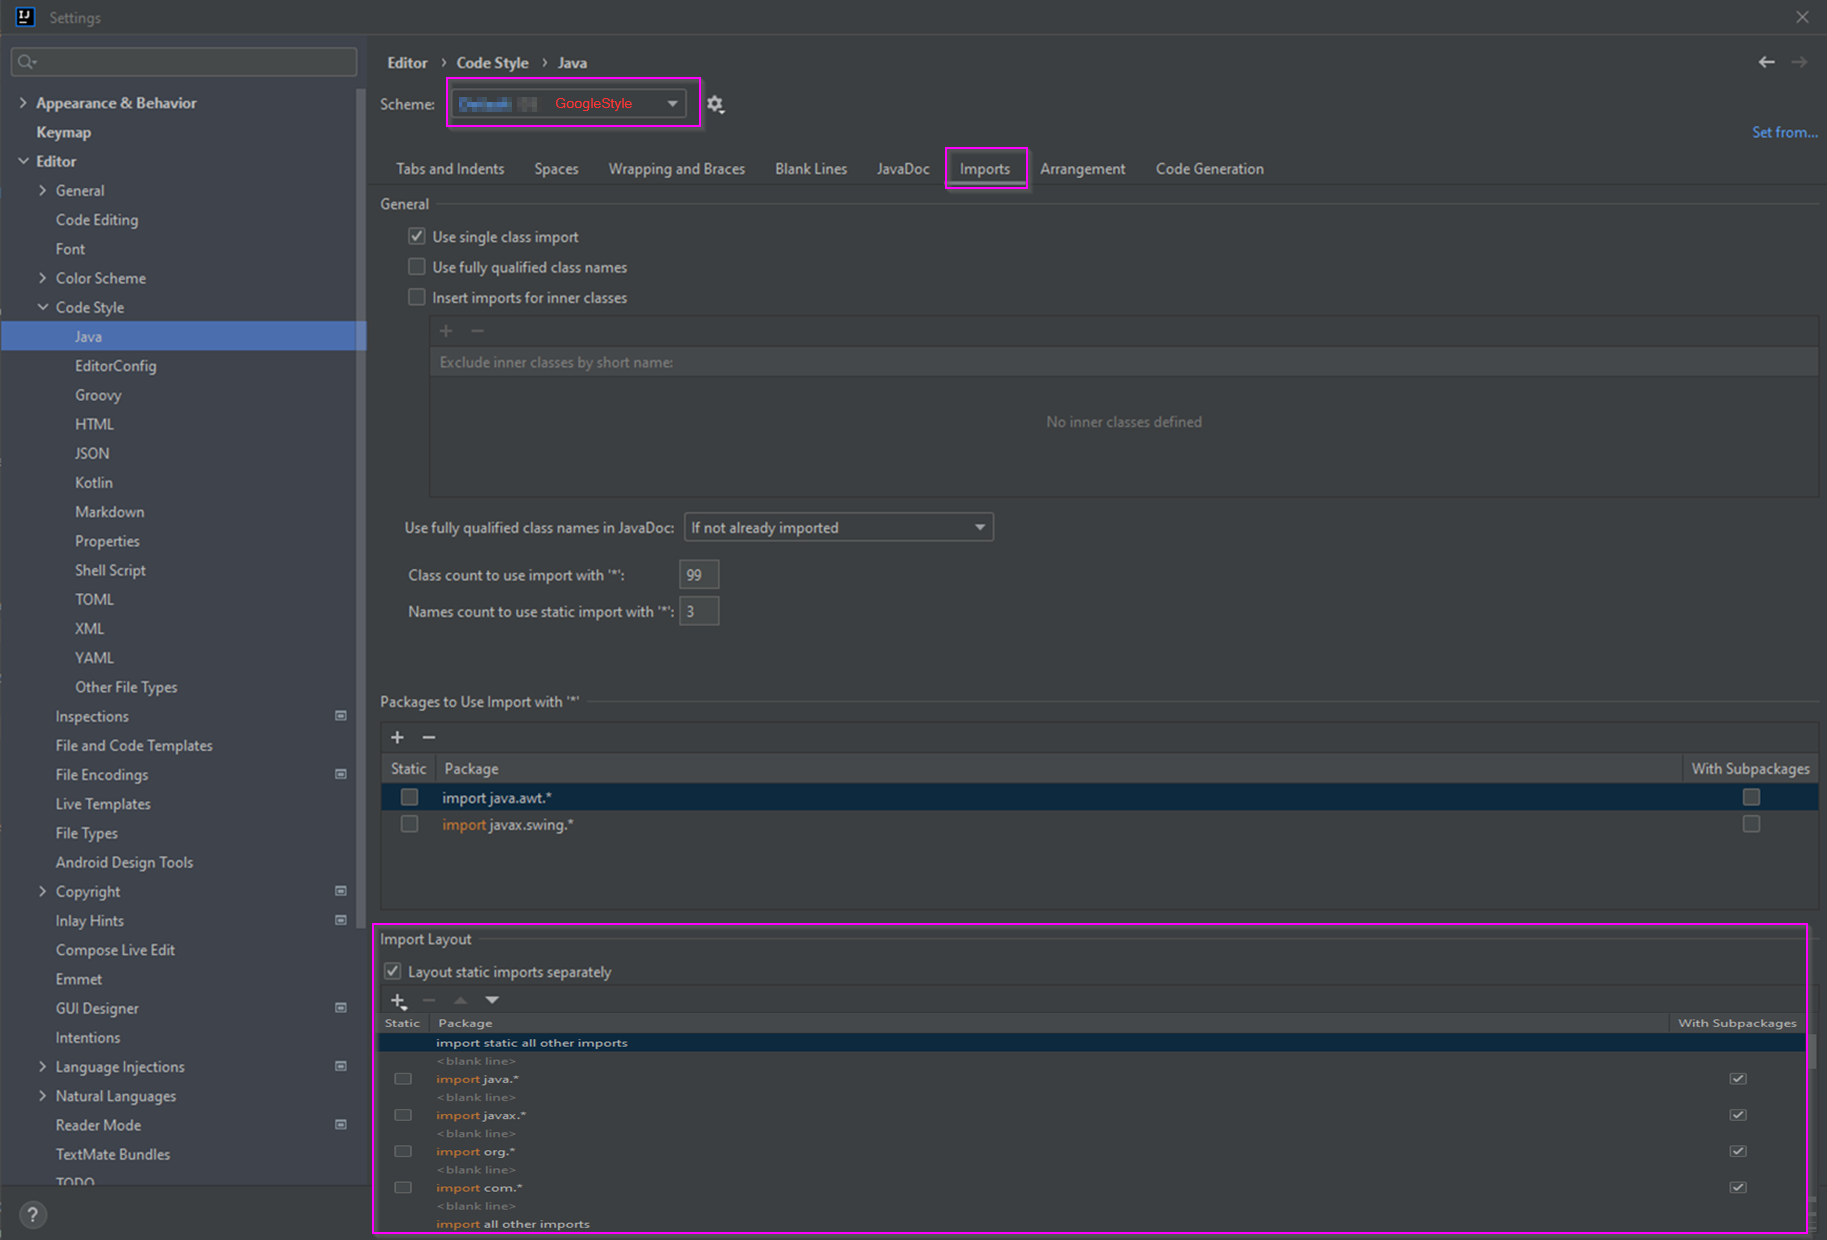 Settings
Appearance & Behavior
Keymap
Editor
General
Code Editing
Font
Color Scheme
Code Style
Java
EditorConfig
Groovy
HTML
JSON
Kotlin
Markdown
Properties
Shell Script
TOML
XML
YAML
Other File Types
Inspections
File and Code Templates
File Encodings
Live Templates
File Types
Android Design Tools
Copyright
Inlay Hints
Compose Live Edit
Emmet
GUI Designer
Intentions
Language Injections
Natural Languages
Reader Mode
TextMate Bundles
TODO
?
Editor › Code Style › Java
Scheme: GoogleStyle
Set from...
Tabs and Indents Spaces Wrapping and Braces Blank Lines JavaDoc Imports Arrangement Code Generation
General
Use single class import
Use fully qualified class names
Insert imports for inner classes
Exclude inner classes by short name:
No inner classes defined
Use fully qualified class names in JavaDoc: If not already imported
Class count to use import with '*': 99
Names count to use static import with '*': 3
Packages to Use Import with '*'
Static Package With Subpackages
import java.awt.*
import javax.swing.*
Import Layout
Layout static imports separately
Static Package With Subpackages
import static all other imports
<blank line>
import java.*
<blank line>
import javax.*
<blank line>
import org.*
<blank line>
import com.*
<blank line>
import all other imports